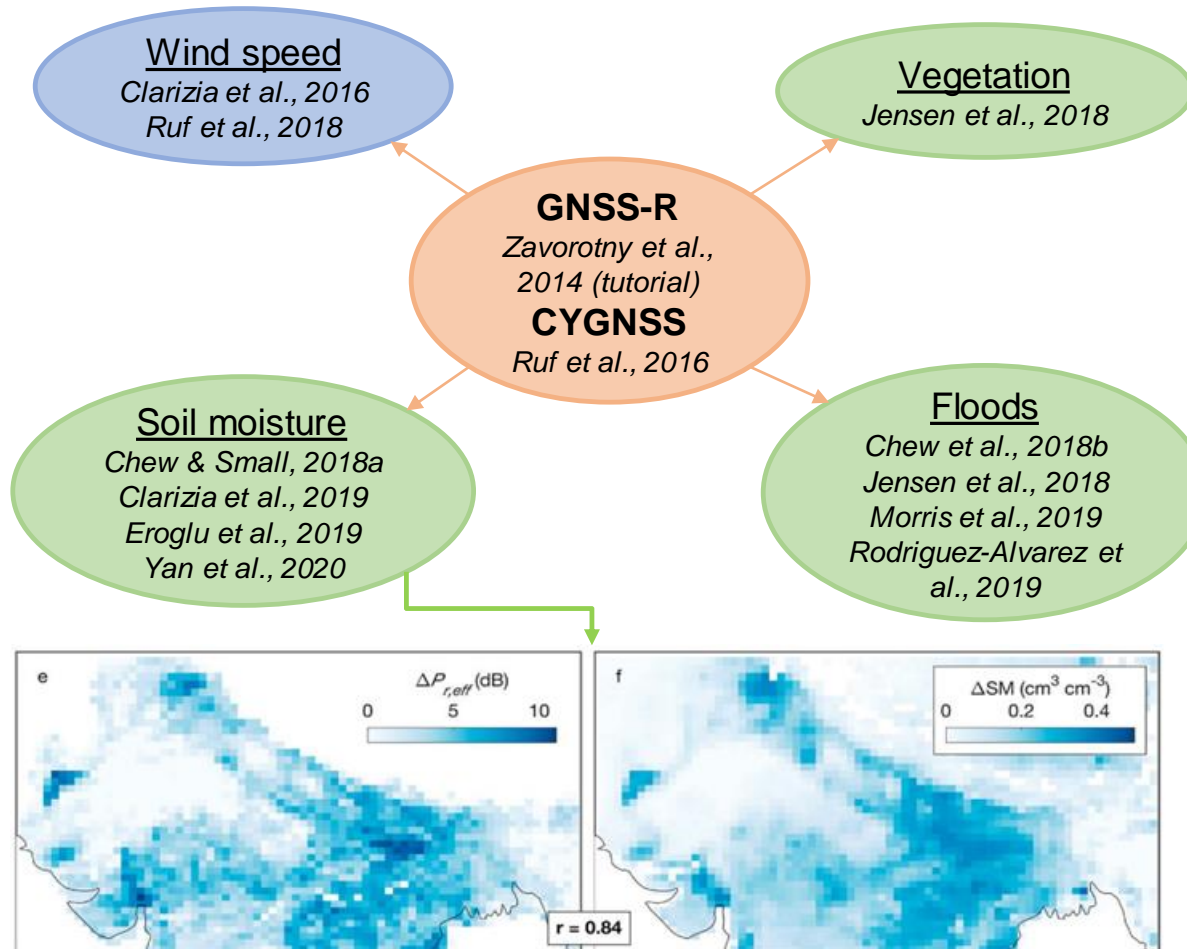 Wind speed
Clarizia et al., 2016
Ruf et al., 2018
Vegetation
Jensen et al., 2018
GNSS-R
Zavorotny et al.,
2014 (tutorial)
CYGNSS
Ruf et al., 2016
Soil moisture
Chew & Small, 2018a
Clarizia et al., 2019
Eroglu et al., 2019
Yan et al., 2020
Floods
Chew et al., 2018b
Jensen et al., 2018
Morris et al., 2019
Rodriguez-Alvarez et
al., 2019
e
ΔP r,eff (dB)
0 5 10
f
ΔSM (cm³ cm⁻³)
0 0.2 0.4
r = 0.84